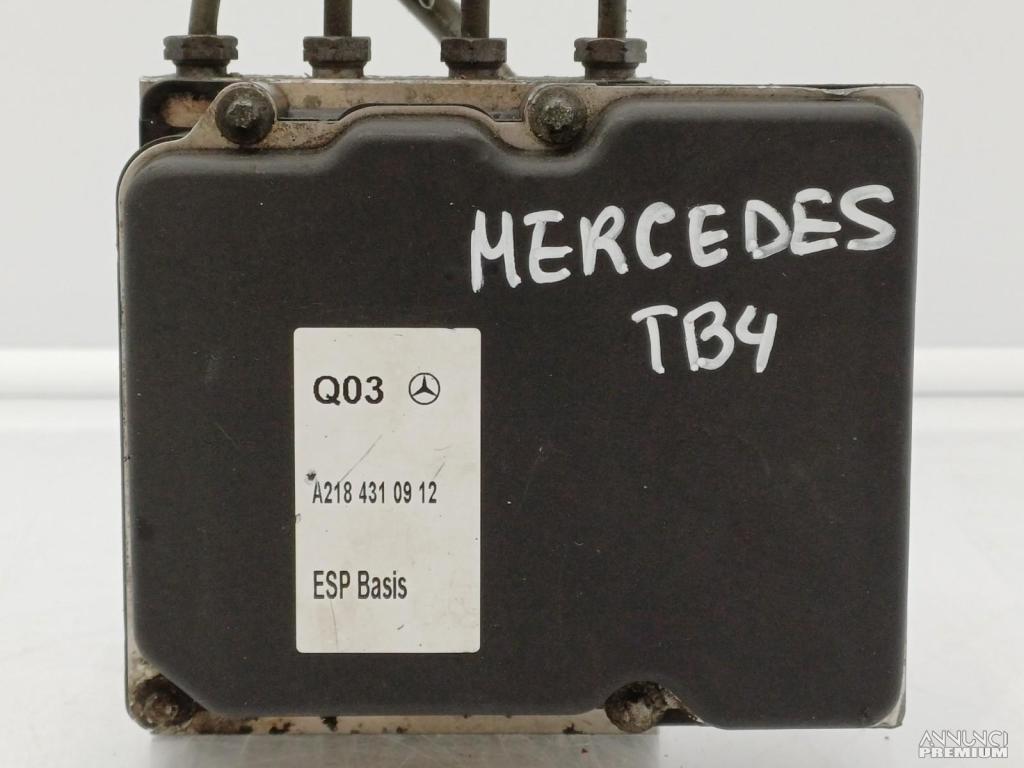 MERCEDES
TB4
Q03
A218 431 09 12
ESP Basis
ANNUNCI
PREMIUM